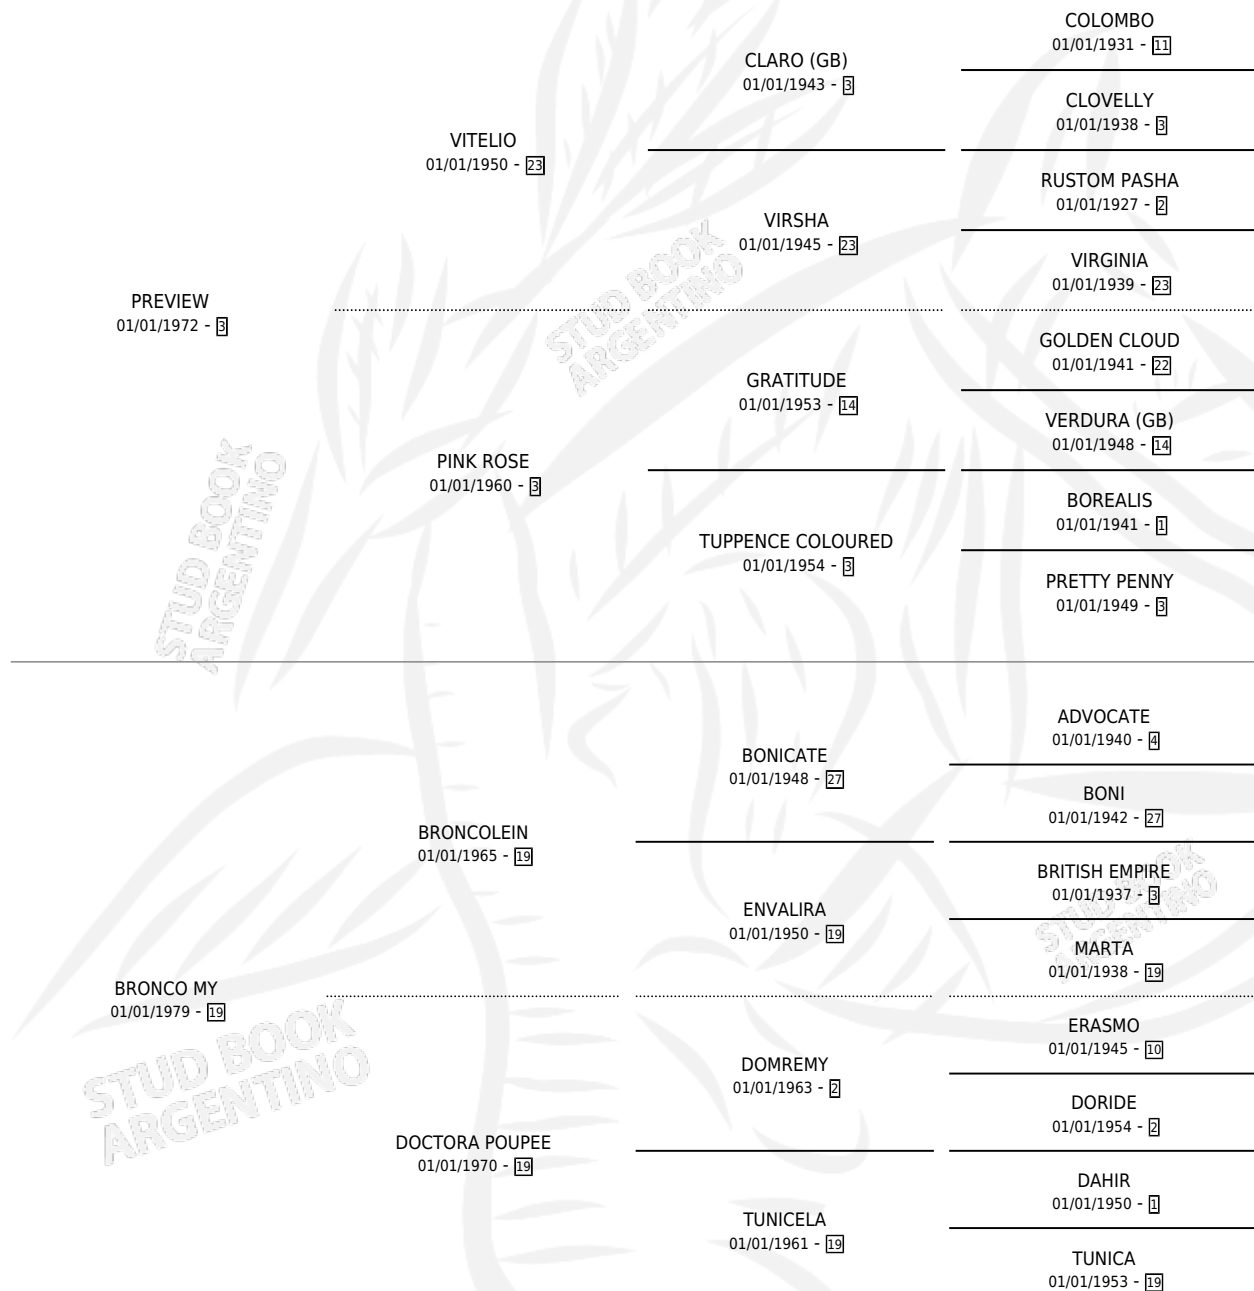 COLOMBO
01/01/1931 - 11
CLARO (GB)
01/01/1943 - 3
CLOVELLY
01/01/1938 - 3
VITELIO
01/01/1950 - 23
RUSTOM PASHA
01/01/1927 - 2
VIRSHA
01/01/1945 - 23
VIRGINIA
01/01/1939 - 23
PREVIEW
01/01/1972 - 3
STUD BOOK
ARGENTINO
GOLDEN CLOUD
01/01/1941 - 22
GRATITUDE
01/01/1953 - 14
VERDURA (GB)
01/01/1948 - 14
PINK ROSE
01/01/1960 - 3
BOREALIS
01/01/1941 - 1
TUPPENCE COLOURED
01/01/1954 - 3
PRETTY PENNY
01/01/1949 - 3
STUD BOOK
ARGENTINO
ADVOCATE
01/01/1940 - 4
BONICATE
01/01/1948 - 27
BONI
01/01/1942 - 27
BRONCOLEIN
01/01/1965 - 19
BRITISH EMPIRE
01/01/1937 - 3
ENVALIRA
01/01/1950 - 19
MARTA
01/01/1938 - 19
STUD BOOK
ARGENTINO
BRONCO MY
01/01/1979 - 19
STUD BOOK
ARGENTINO
ERASMO
01/01/1945 - 10
DOMREMY
01/01/1963 - 2
DORIDE
01/01/1954 - 2
DOCTORA POUPEE
01/01/1970 - 19
DAHIR
01/01/1950 - 1
TUNICELA
01/01/1961 - 19
TUNICA
01/01/1953 - 19